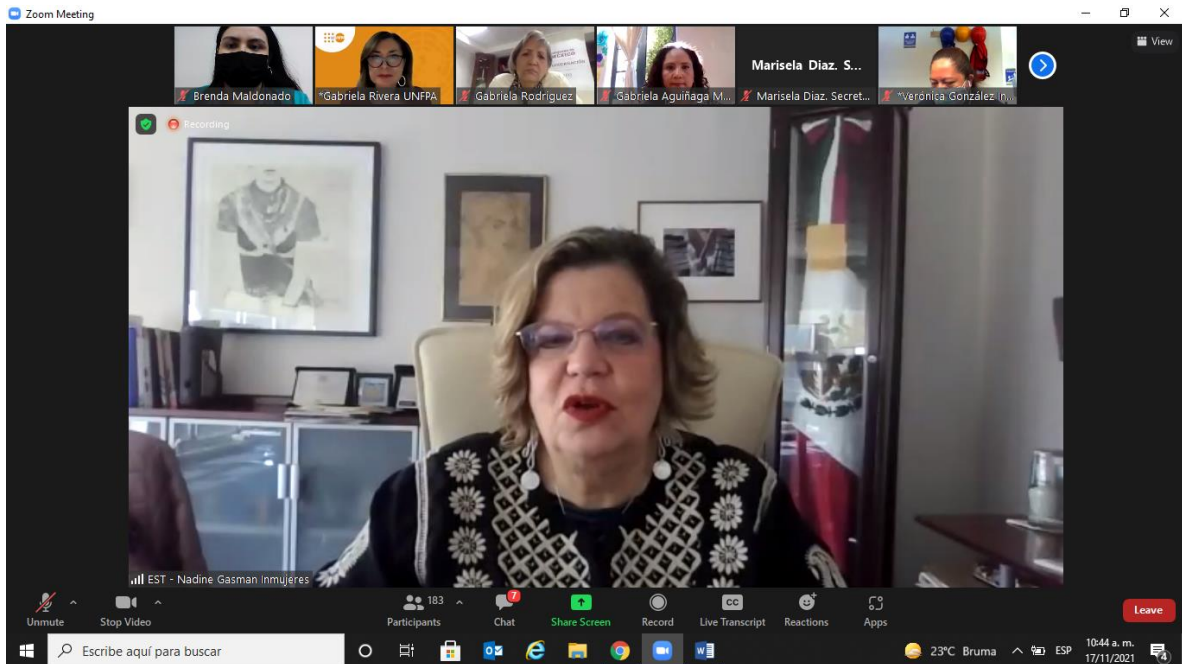 Zoom Meeting
View
Brenda Maldonado
*Gabriela Rivera UNFPA
Gabriela Rodriguez
Gabriela Aguiñaga M...
Marisela Diaz. S...
Marisela Diaz. Secret...
*Verónica González In...
Recording
EST - Nadine Gasman Inmujeres
Unmute
Stop Video
Participants
183
Chat
7
Share Screen
Record
CC
Live Transcript
Reactions
Apps
Leave
Escribe aquí para buscar
23°C Bruma
ESP
10:44 a. m.
17/11/2021
4